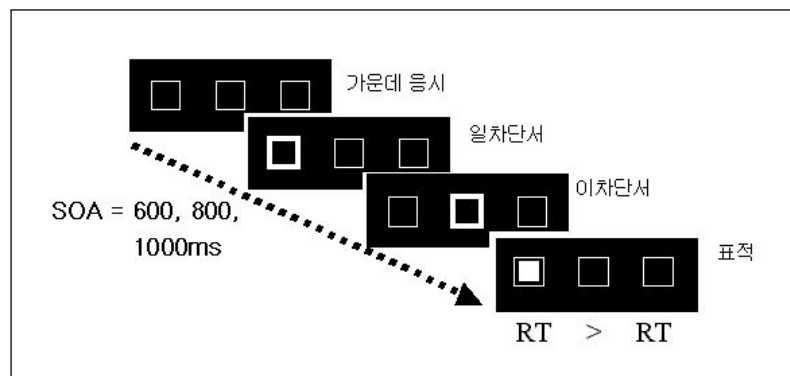 가운데 응시
일차단서
이차단서
SOA = 600, 800,
1000ms
표적
RT > RT